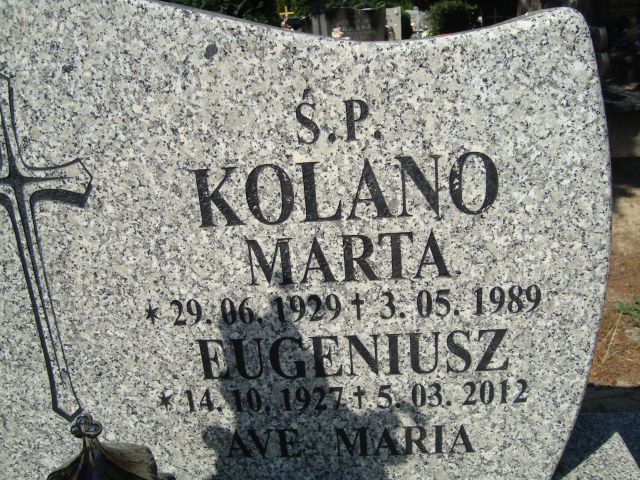 Ś.P.
KOLANO
MARTA
* 29. 06. 1929 † 3. 05. 1989
EUGENIUSZ
* 14. 10. 1927 † 5. 03. 2012
AVE MARIA